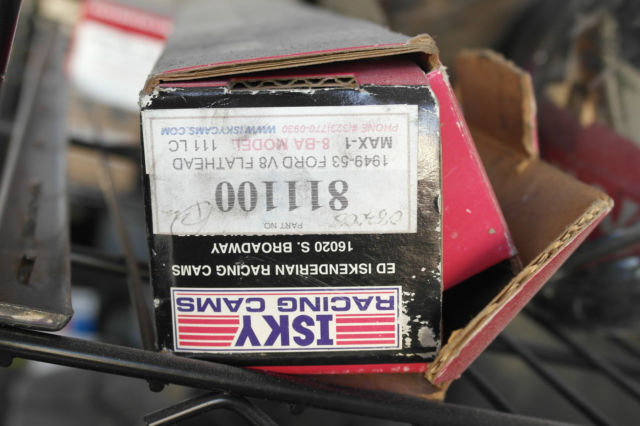 ISKY
RACING CAMS
ED ISKENDERIAN RACING CAMS
16020 S. BROADWAY
PART NO.
811100
1949-53 FORD V8 FLATHEAD
MAX-1 8-BA MODEL 111 LC
PHONE #(323)770-0930 WWW.ISKYCAMS.COM